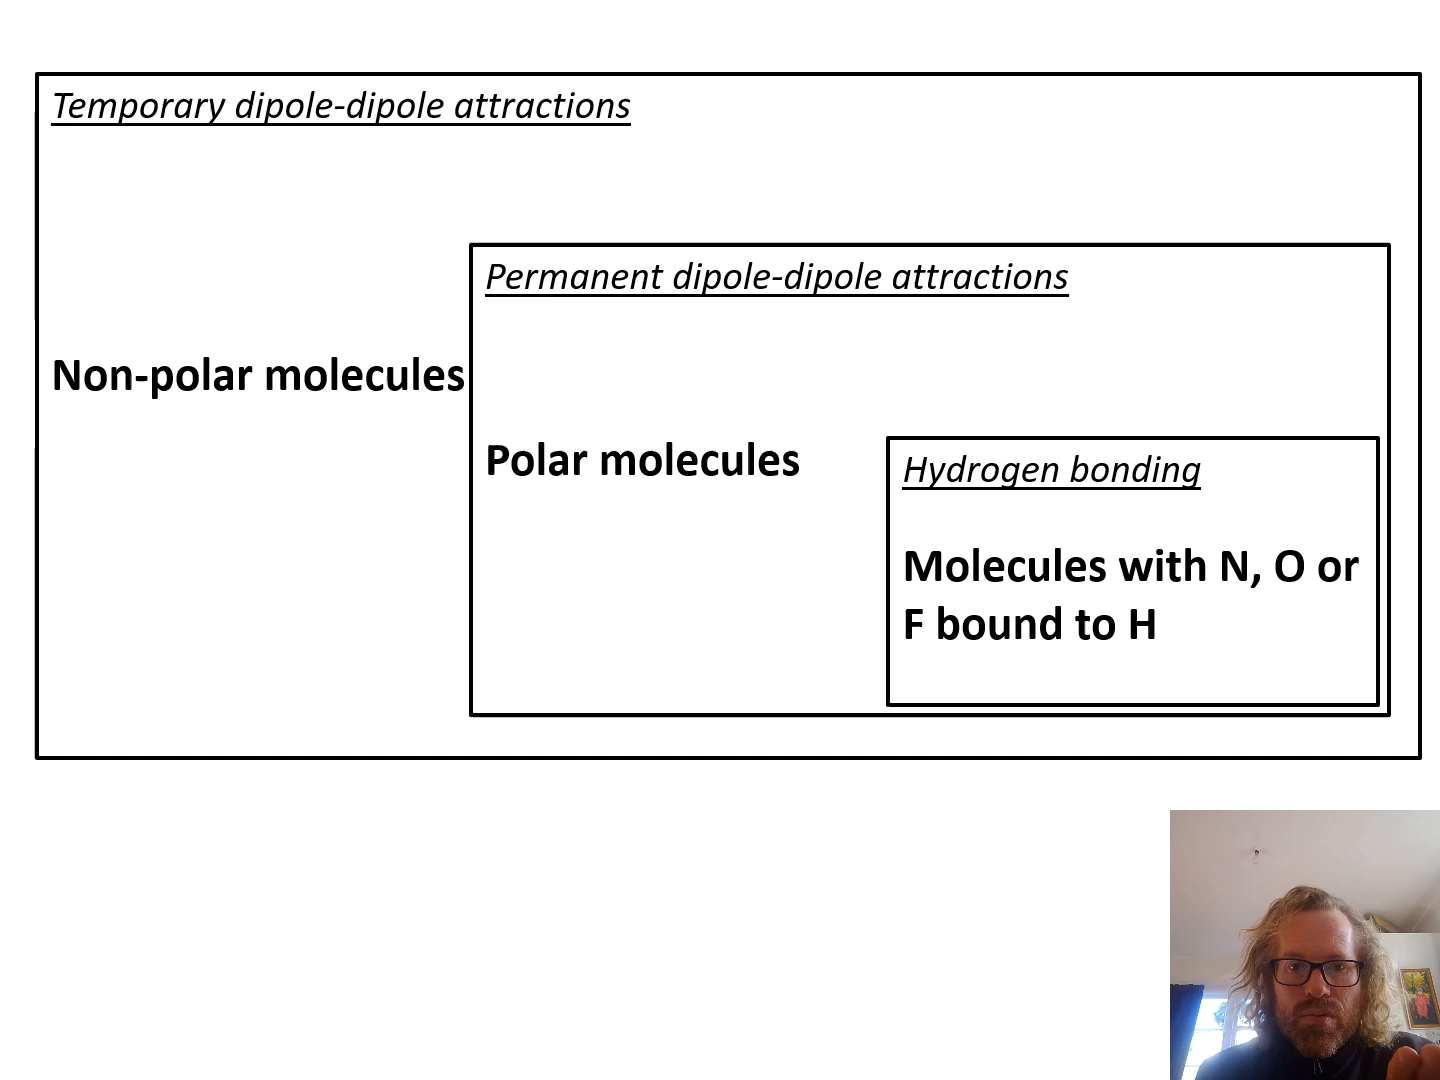 Temporary dipole-dipole attractions
Permanent dipole-dipole attractions
Non-polar molecules
Polar molecules
Hydrogen bonding
Molecules with N, O or
F bound to H